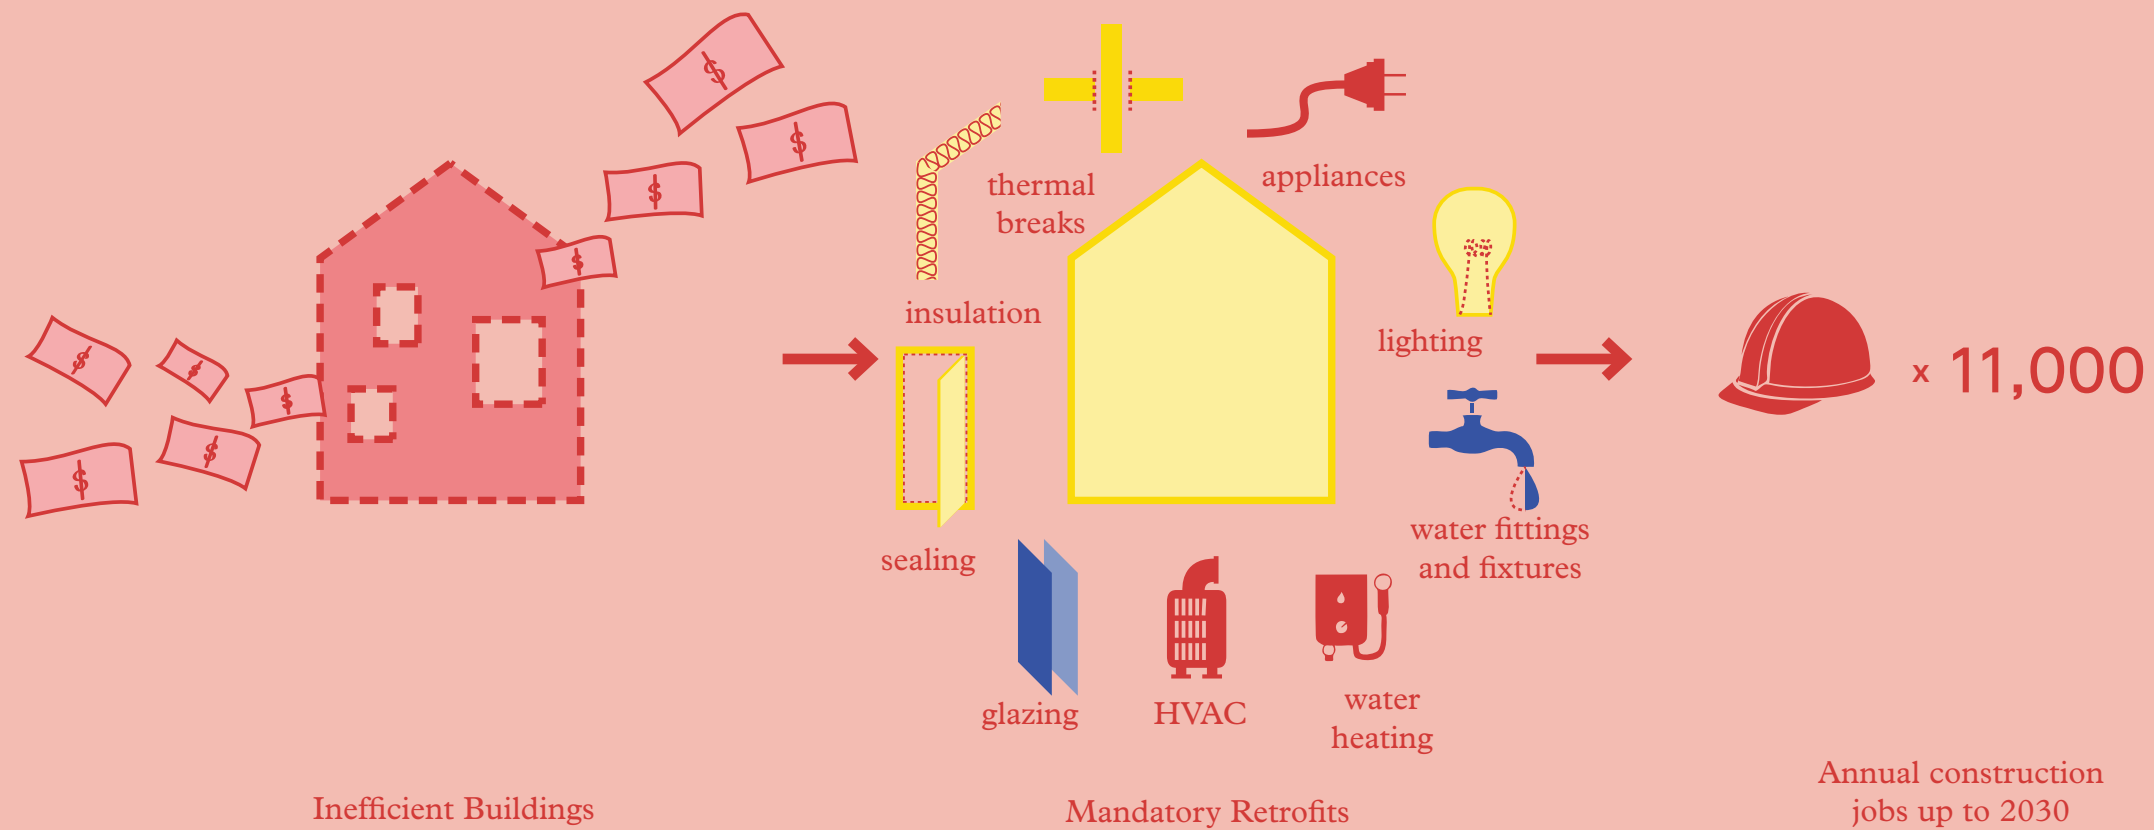 $
$
$
$
$
$
$
$
$
thermal
breaks
appliances
insulation
lighting
x 11,000
sealing
water fittings
and fixtures
glazing
HVAC
water
heating
Inefficient Buildings
Mandatory Retrofits
Annual construction
jobs up to 2030